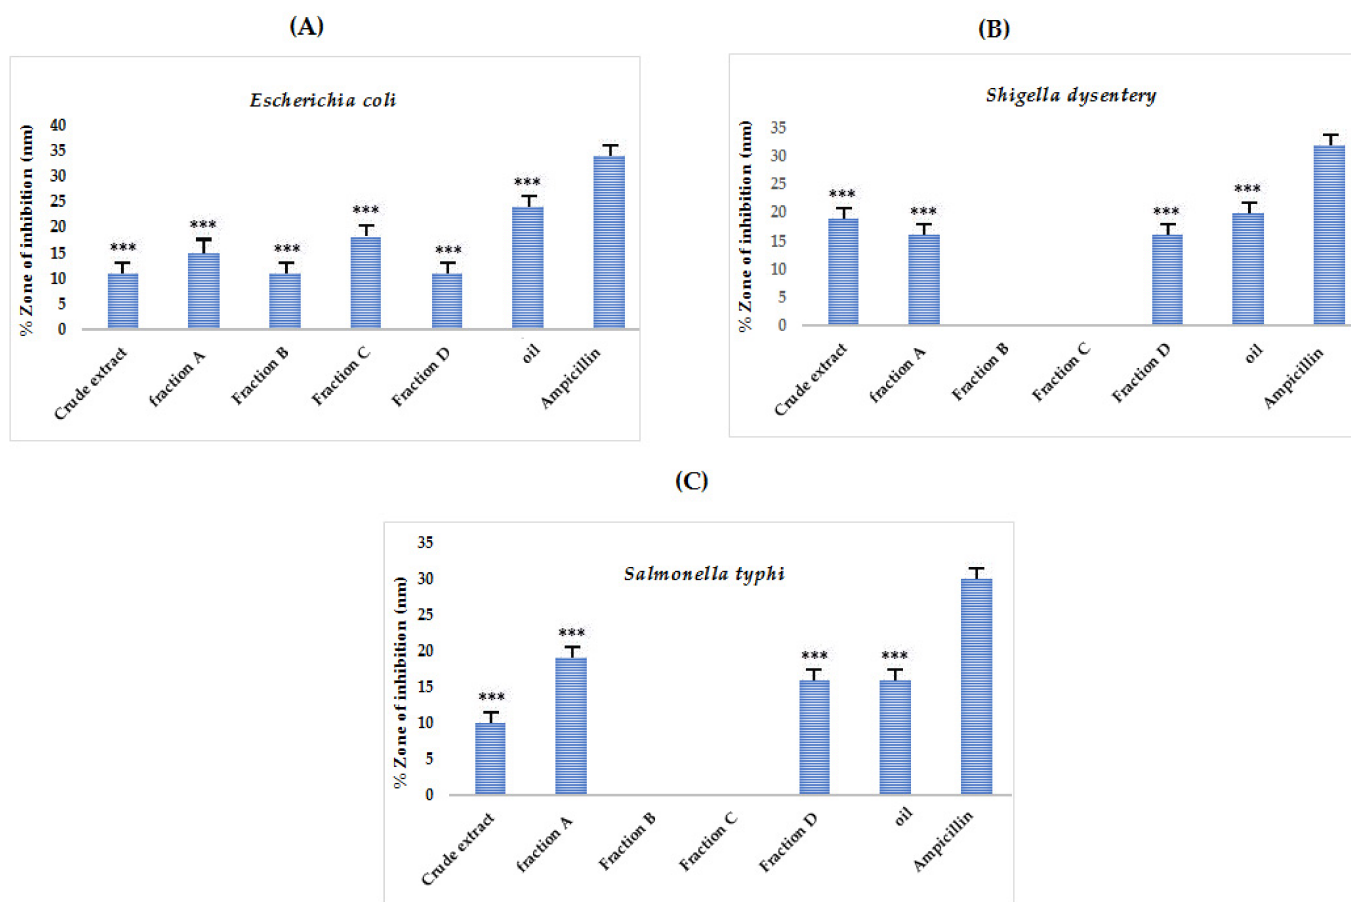 (A)
Escherichia coli
% Zone of inhibition (nm)
40
35
30
25
20
15
10
5
0
***
***
***
***
***
***
Crude extract
fraction A
Fraction B
Fraction C
Fraction D
oil
Ampicillin
(B)
Shigella dysentery
% Zone of inhibition (nm)
35
30
25
20
15
10
5
0
***
***
***
***
Crude extract
fraction A
Fraction B
Fraction C
Fraction D
oil
Ampicillin
(C)
Salmonella typhi
% Zone of inhibition (nm)
35
30
25
20
15
10
5
0
***
***
***
***
Crude extract
fraction A
Fraction B
Fraction C
Fraction D
oil
Ampicillin